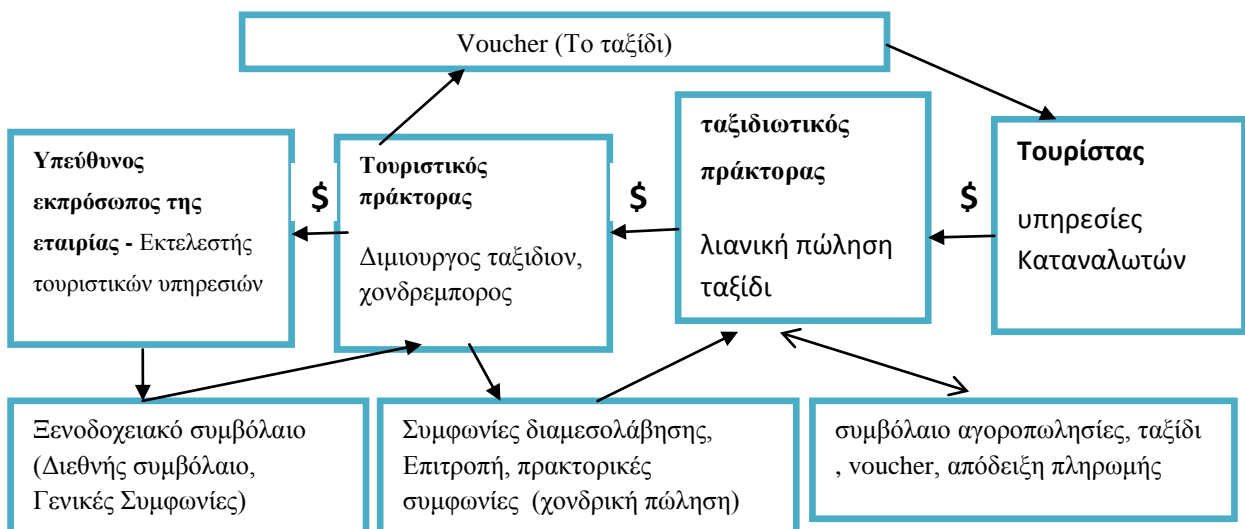 Voucher (Το ταξίδι)
Υπεύθυνος
εκπρόσωπος της
εταιρίας - Εκτελεστής
τουριστικών υπηρεσιών
$
Τουριστικός
πράκτορας
Διμιουργος ταξιδιον,
χονδρεμπορος
$
ταξιδιωτικός
πράκτορας
λιανική πώληση
ταξίδι
$
Τουρίστας
υπηρεσίες
Καταναλωτών
Ξενοδοχειακό συμβόλαιο
(Διεθνής συμβόλαιο,
Γενικές Συμφωνίες)
Συμφωνίες διαμεσολάβησης,
Επιτροπή, πρακτορικές
συμφωνίες (χονδρική πώληση)
συμβόλαιο αγοροπωλησίες, ταξίδι
, voucher, απόδειξη πληρωμής